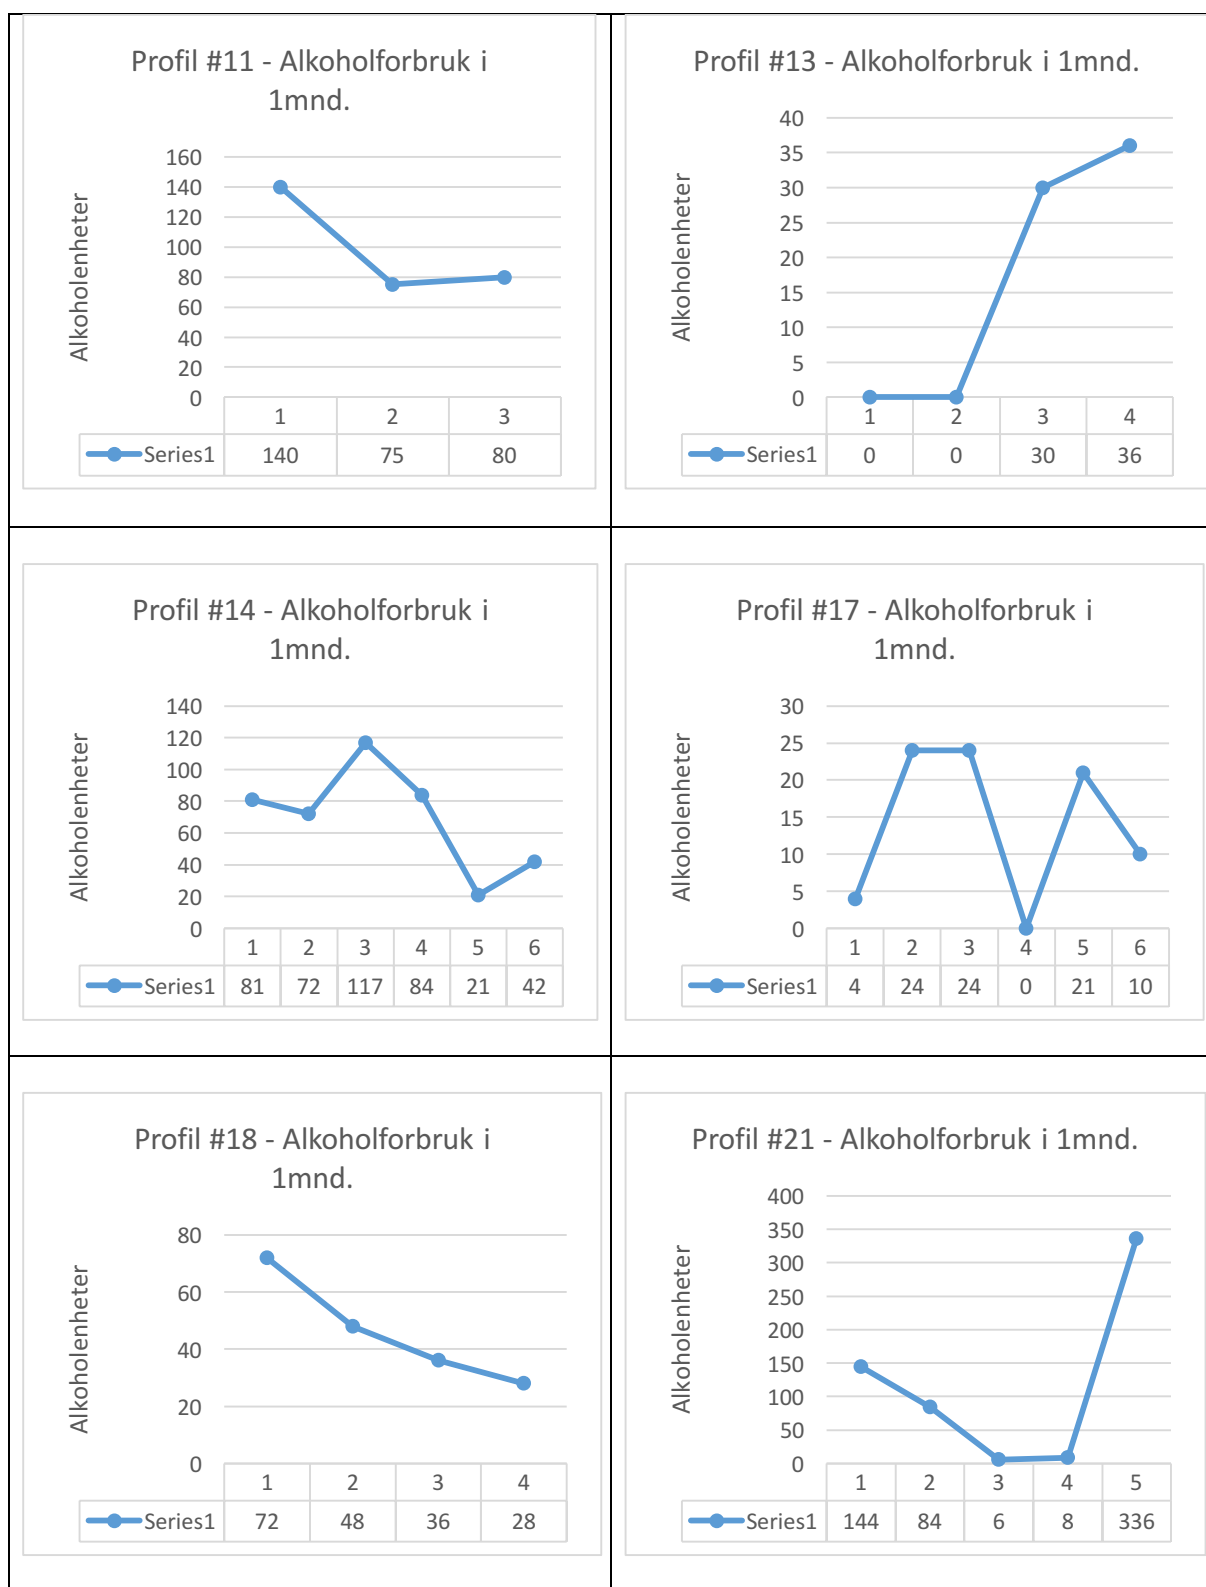 Profil #11 - Alkoholforbruk i
1mnd.
Alkoholenheter
160
140
120
100
80
60
40
20
0
1 2 3
Series1 140 75 80
Profil #13 - Alkoholforbruk i 1mnd.
Alkoholenheter
40
35
30
25
20
15
10
5
0
1 2 3 4
Series1 0 0 30 36
Profil #14 - Alkoholforbruk i
1mnd.
Alkoholenheter
140
120
100
80
60
40
20
0
1 2 3 4 5 6
Series1 81 72 117 84 21 42
Profil #17 - Alkoholforbruk i
1mnd.
Alkoholenheter
30
25
20
15
10
5
0
1 2 3 4 5 6
Series1 4 24 24 0 21 10
Profil #18 - Alkoholforbruk i
1mnd.
Alkoholenheter
80
60
40
20
0
1 2 3 4
Series1 72 48 36 28
Profil #21 - Alkoholforbruk i 1mnd.
Alkoholenheter
400
350
300
250
200
150
100
50
0
1 2 3 4 5
Series1 144 84 6 8 336